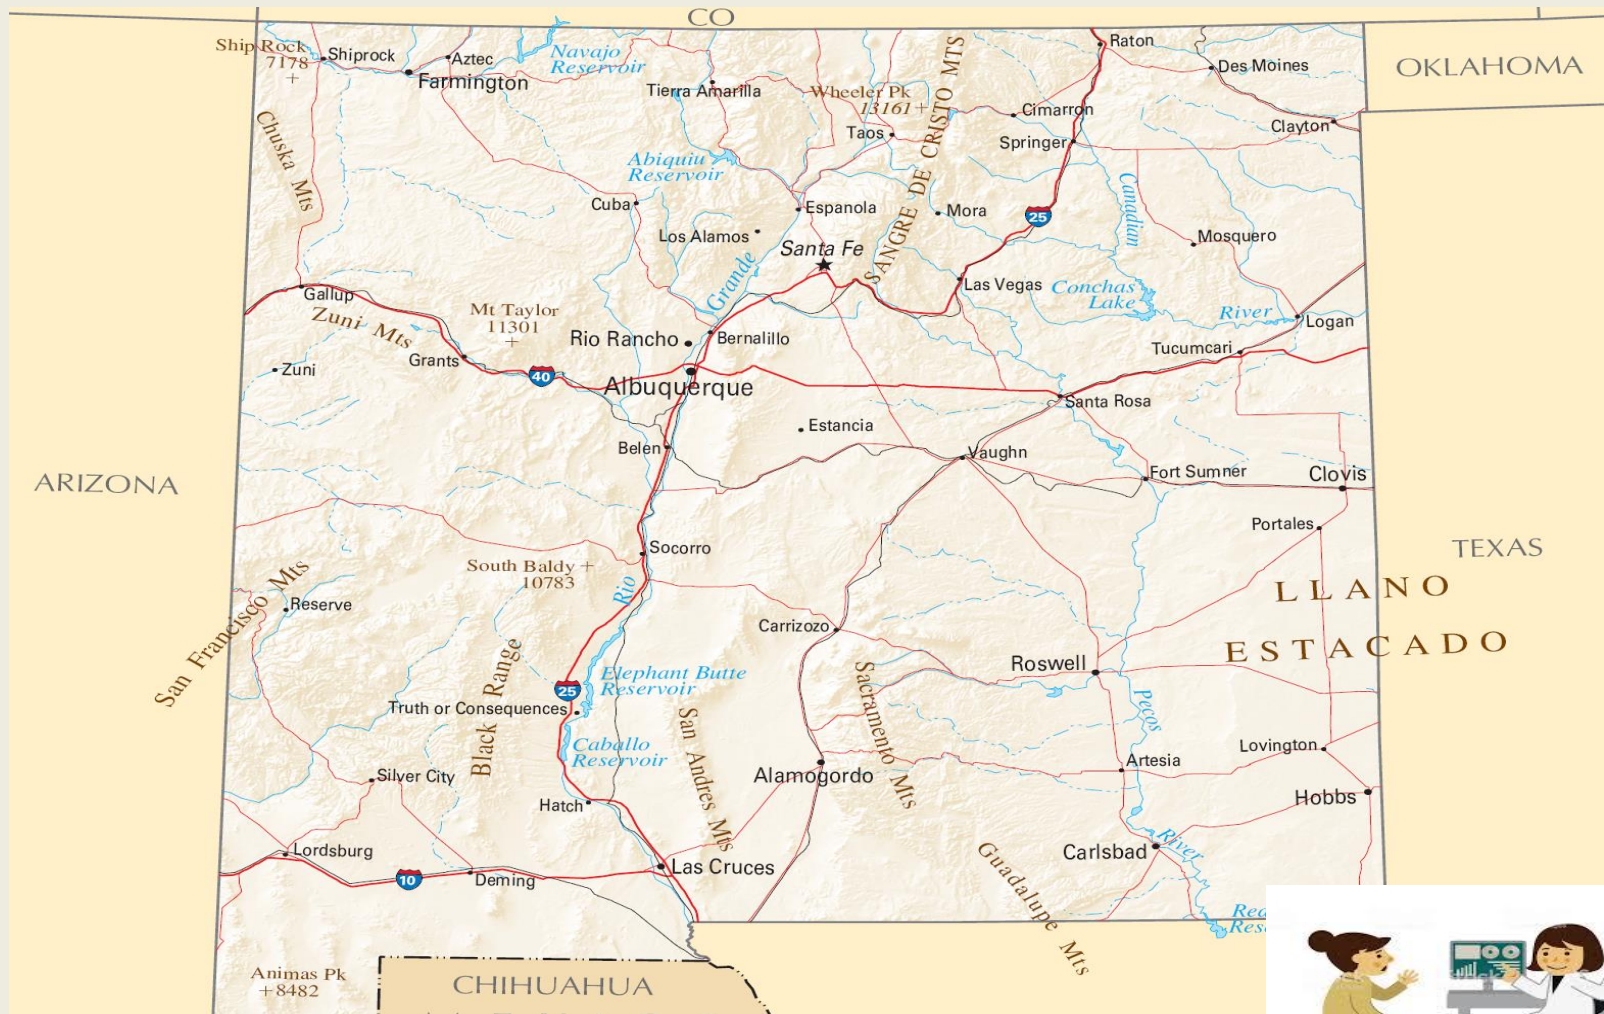 CO
OKLAHOMA
Ship Rock
7178
Shiprock
Aztec
Farmington
Navajo
Reservoir
Tierra Amarilla
Wheeler Pk
13161
Raton
Des Moines
Cimarron
Clayton
Taos
Springer
Chuska Mts
Abiquiu
Reservoir
SANGRE DE CRISTO MTS
Canadian
Cuba
Espanola
Mora
25
Los Alamos
Santa Fe
Mosquero
Grande
Las Vegas
Conchas
Lake
River
Logan
Gallup
Zuni Mts
Mt Taylor
11301
Rio Rancho
Bernalillo
Tucumcari
Grants
Zuni
40
Albuquerque
Santa Rosa
Estancia
Belen
Vaughn
Fort Sumner
Clovis
ARIZONA
Portales
TEXAS
Socorro
South Baldy
10783
Rio
LLANO
ESTACADO
San Francisco Mts
Reserve
Carrizozo
Roswell
Black Range
Elephant Butte
Reservoir
25
Truth or Consequences
Sacramento Mts
Pecos
San Andres Mts
Caballo
Reservoir
Lovington
Artesia
Silver City
Alamogordo
Hatch
Hobbs
Lordsburg
Las Cruces
Carlsbad
River
10
Deming
Guadalupe Mts
Animas Pk
8482
CHIHUAHUA